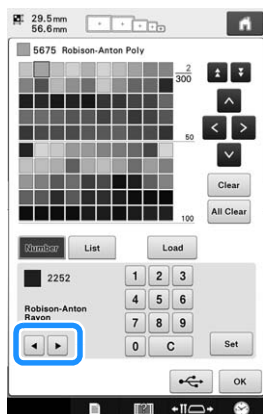 29.5mm
56.6mm
5675 Robison-Anton Poly
2
300
50
100
Clear
All Clear
Number
List
Load
2252
Robison-Anton
Rayon
1 2 3
4 5 6
7 8 9
0 C
Set
OK